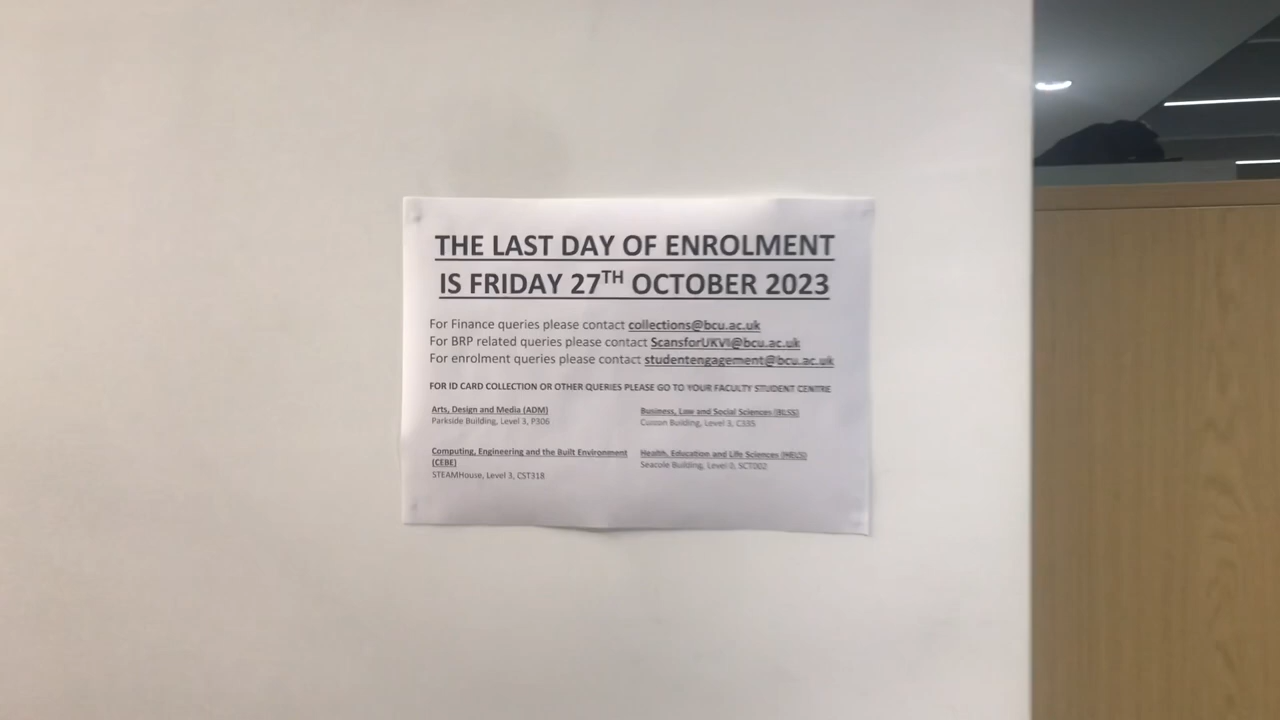 THE LAST DAY OF ENROLMENT
IS FRIDAY 27TH OCTOBER 2023
For Finance queries please contact collections@bcu.ac.uk
For BRP related queries please contact ScansforUKVI@bcu.ac.uk
For enrolment queries please contact studentengagement@bcu.ac.uk
FOR ID CARD COLLECTION OR OTHER QUERIES PLEASE GO TO YOUR FACULTY STUDENT CENTRE
Arts, Design and Media (ADM)
Parkside Building, Level 3, P306
Business, Law and Social Sciences (BLSS)
Curzon Building, Level 3, C335
Computing, Engineering and the Built Environment
(CEBE)
STEAMHouse, Level 3, CST318
Health, Education and Life Sciences (HELS)
Seacole Building, Level 0, SCT002